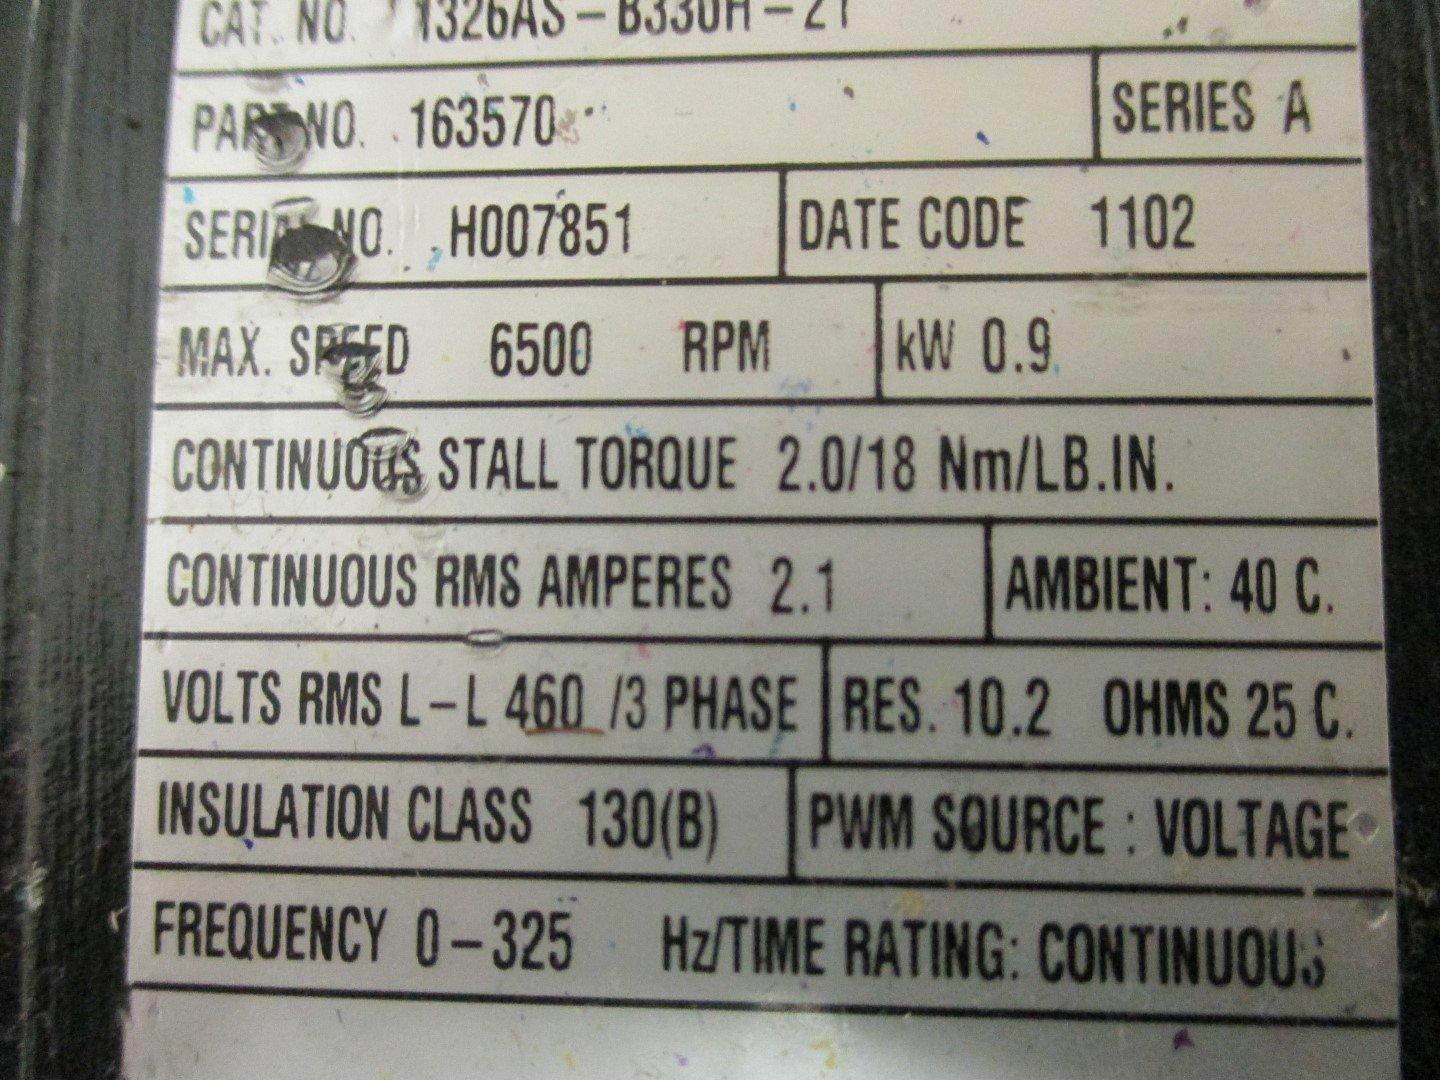 CAT. NO. 1326AS-B330H-21
PART NO. 163570 SERIES A
SERIAL NO. H007851 DATE CODE 1102
MAX. SPEED 6500 RPM kW 0.9
CONTINUOUS STALL TORQUE 2.0/18 Nm/LB.IN.
CONTINUOUS RMS AMPERES 2.1 AMBIENT: 40 C.
VOLTS RMS L-L 460 /3 PHASE RES. 10.2 OHMS 25 C.
INSULATION CLASS 130(B) PWM SOURCE : VOLTAGE
FREQUENCY 0-325 Hz/TIME RATING: CONTINUOUS